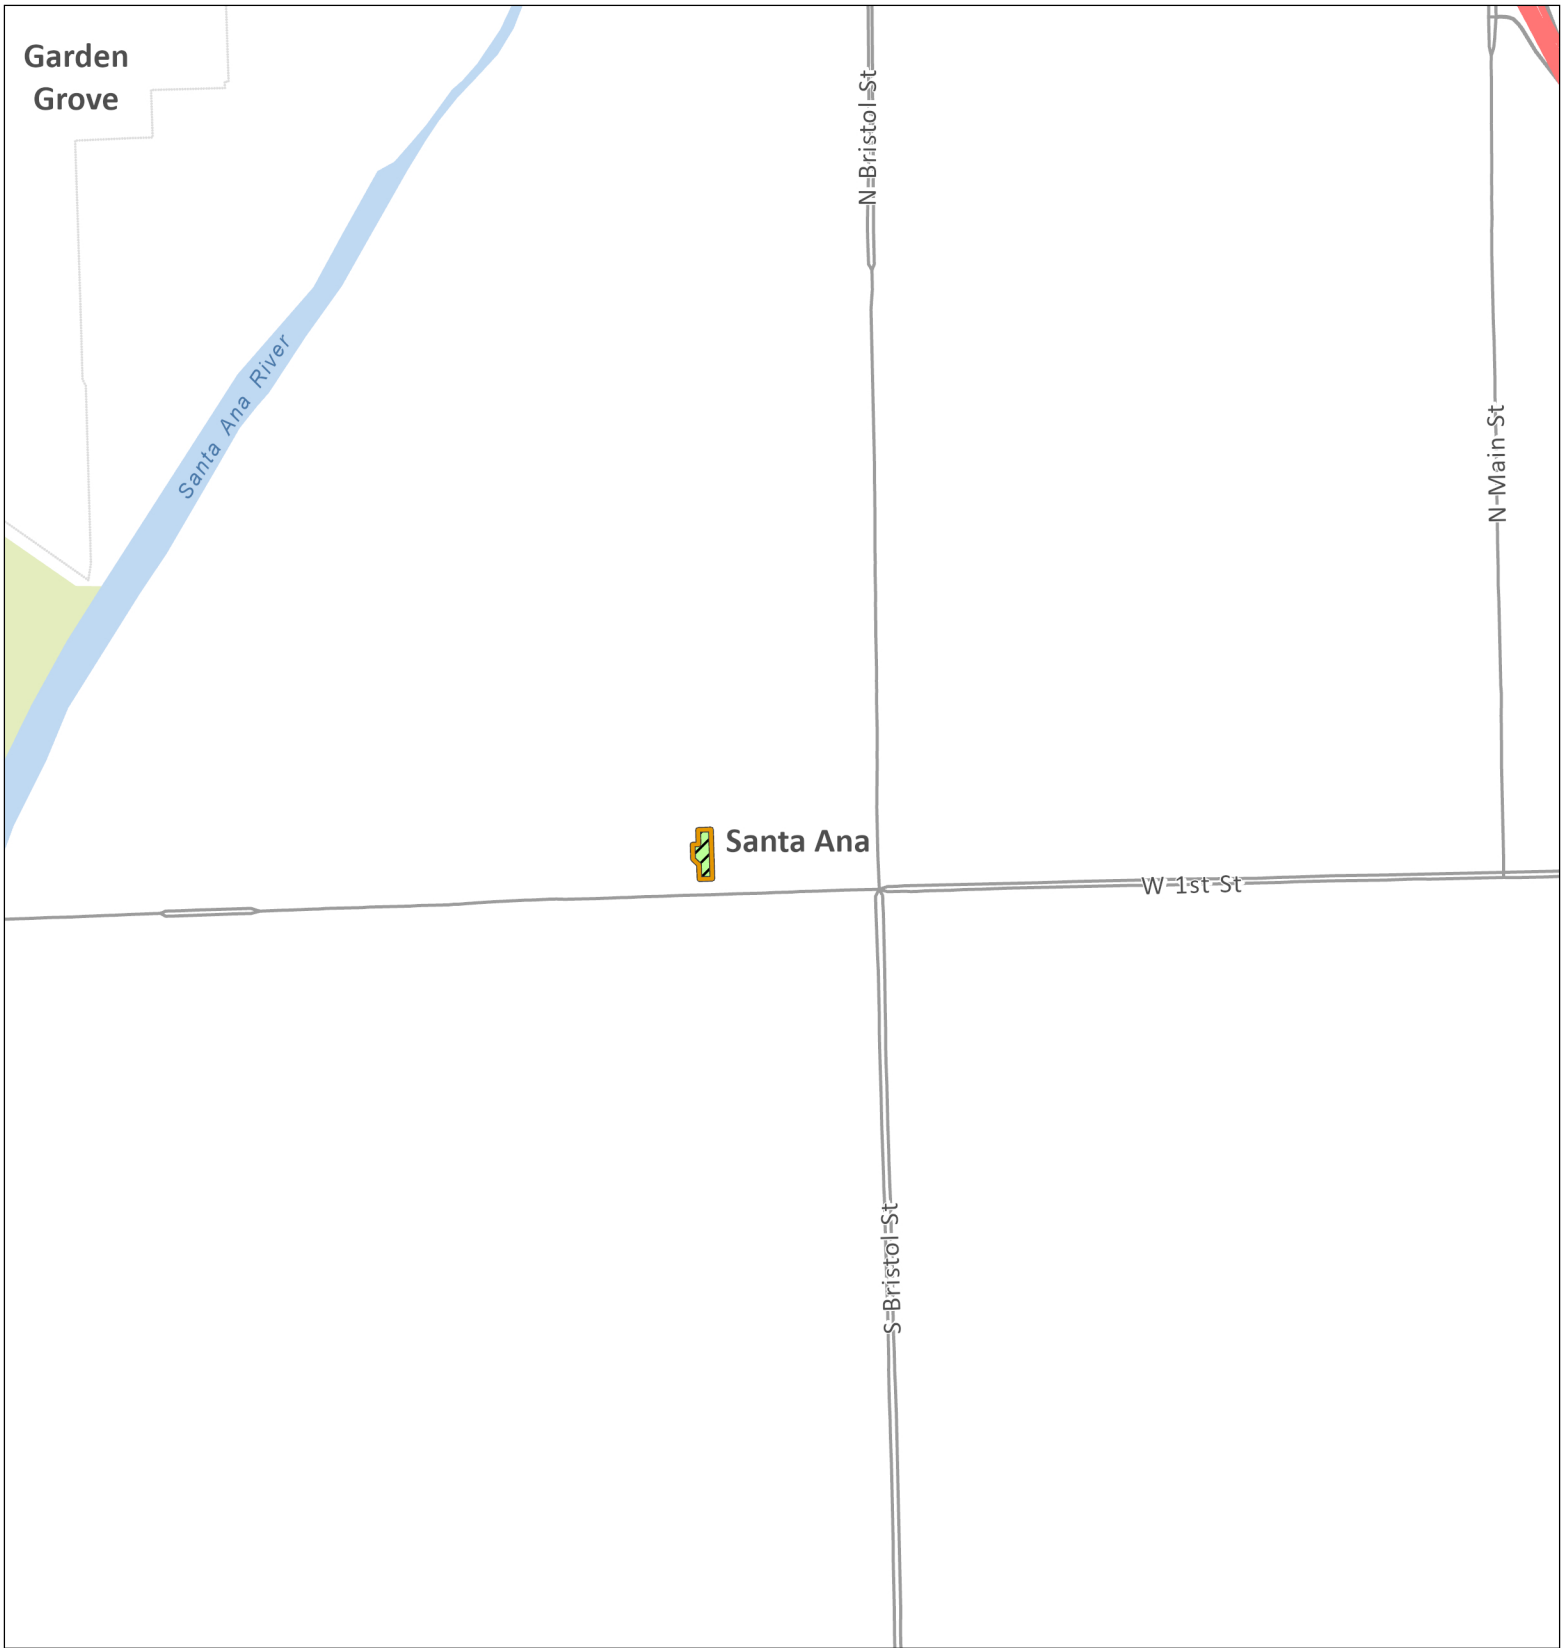 Garden
Grove
N Bristol St
Santa Ana River
N Main St
Santa Ana
W 1st St
S Bristol St